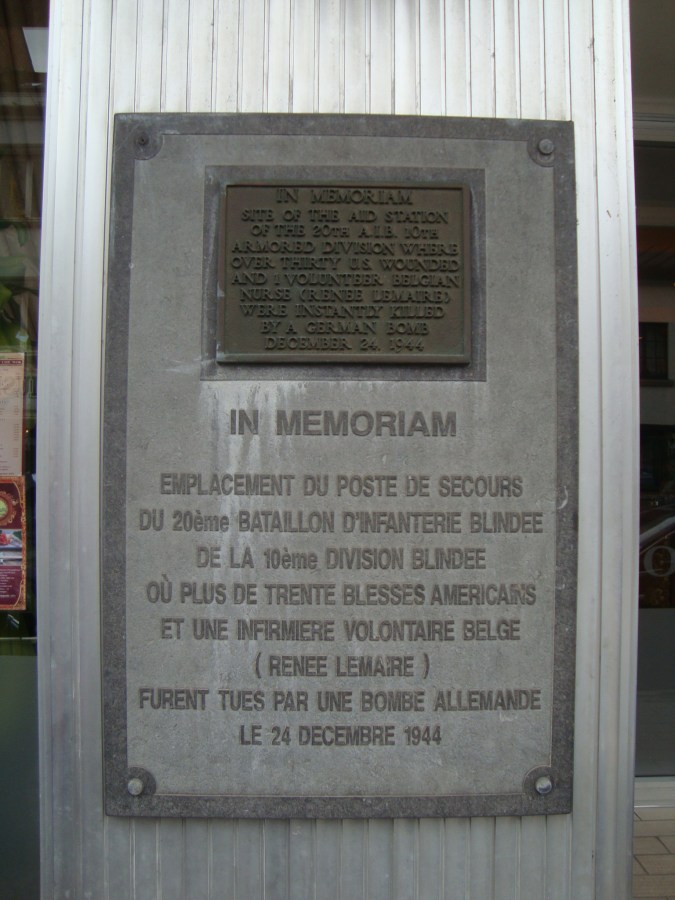 IN MEMORIAM
SITE OF THE AID STATION
OF THE 20TH A.I.B. 10TH
ARMORED DIVISION WHERE
OVER THIRTY U.S. WOUNDED
AND 1 VOLUNTEER BELGIAN
NURSE (RENEE LEMAIRE)
WERE INSTANTLY KILLED
BY A GERMAN BOMB
DECEMBER 24, 1944
IN MEMORIAM
EMPLACEMENT DU POSTE DE SECOURS
DU 20ème BATAILLON D'INFANTERIE BLINDEE
DE LA 10ème DIVISION BLINDEE
OÙ PLUS DE TRENTE BLESSES AMERICAINS
ET UNE INFIRMIERE VOLONTAIRE BELGE
( RENEE LEMAIRE )
FURENT TUES PAR UNE BOMBE ALLEMANDE
LE 24 DECEMBRE 1944